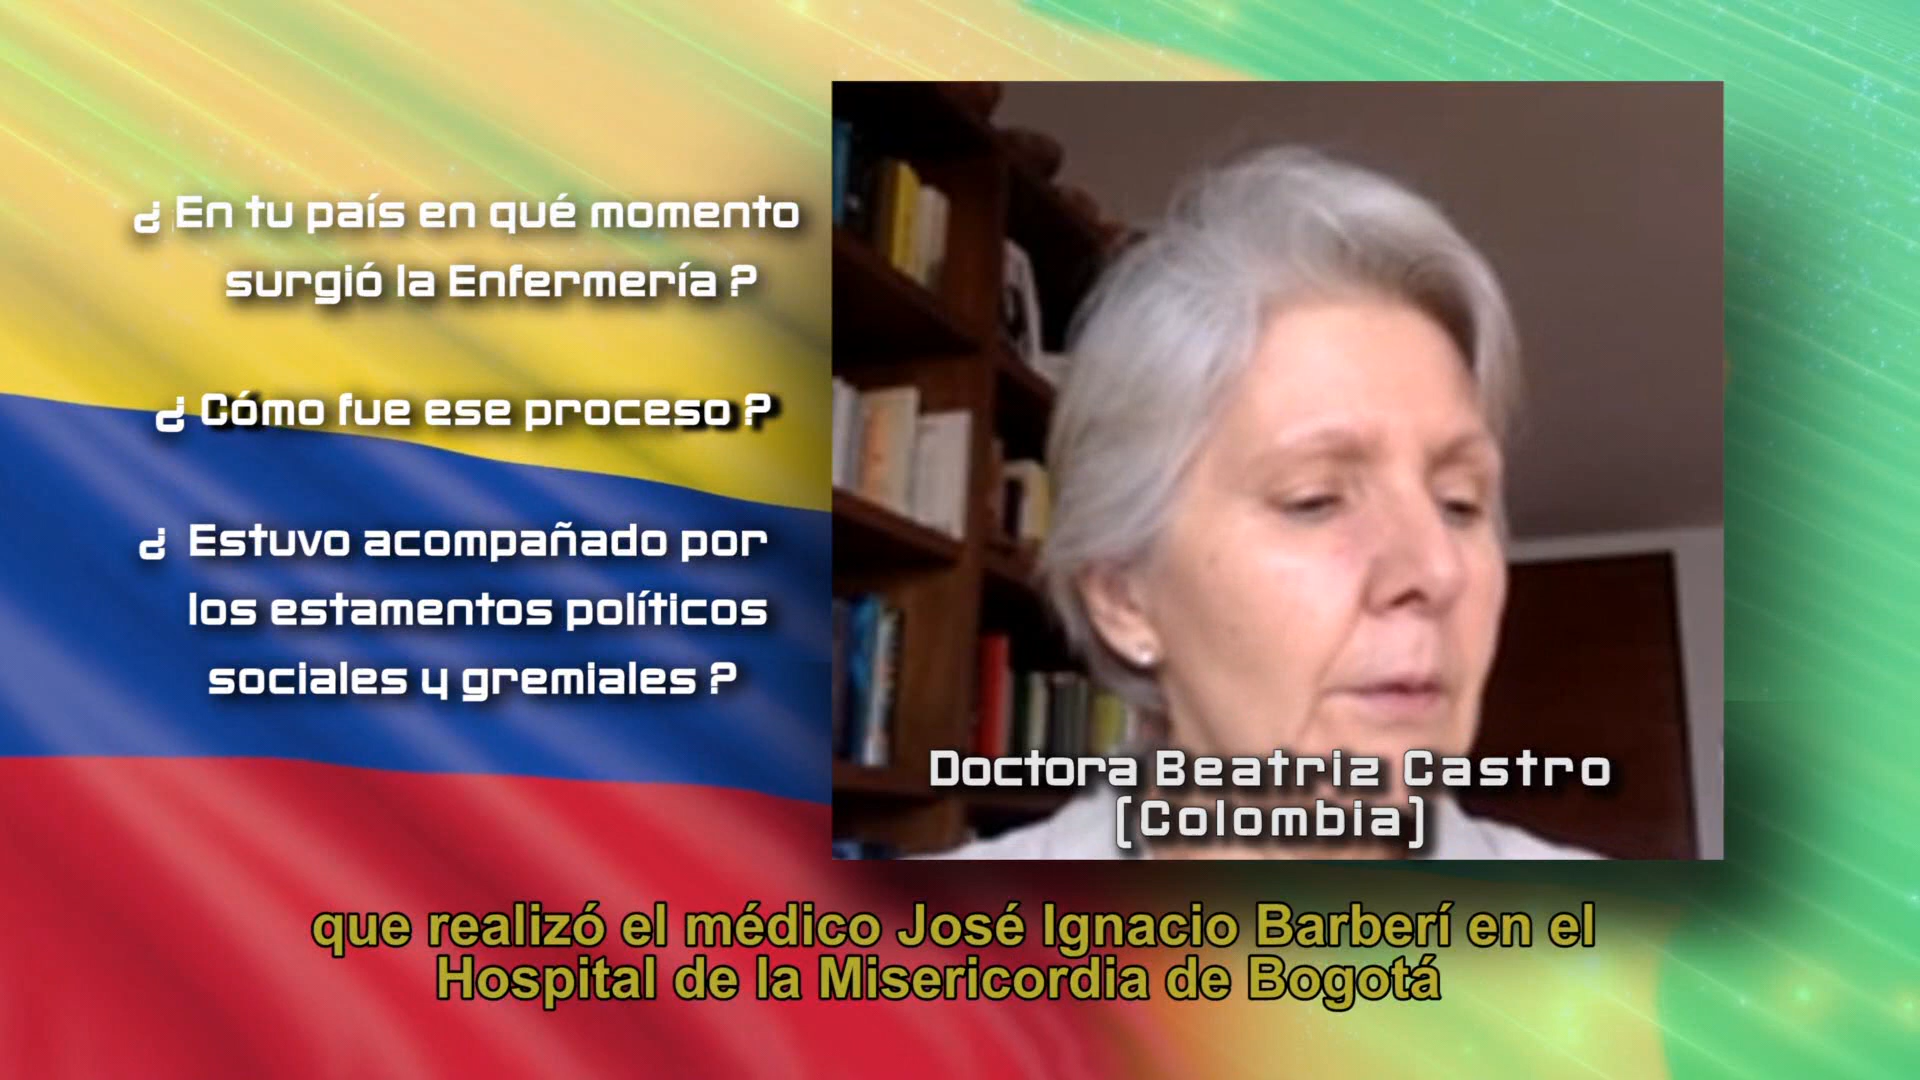 ¿ En tu país en qué momento
surgió la Enfermería ?
¿ Cómo fue ese proceso ?
¿ Estuvo acompañado por
los estamentos políticos
sociales y gremiales ?
Doctora Beatriz Castro
(Colombia)
que realizó el médico José Ignacio Barberí en el
Hospital de la Misericordia de Bogotá